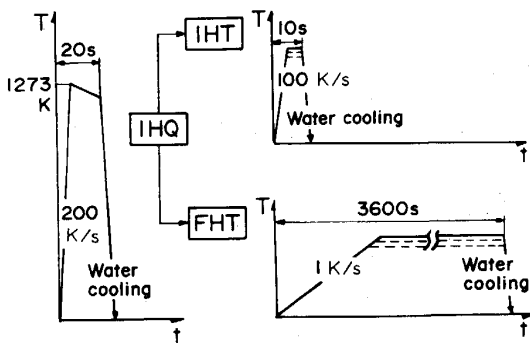 T
20s
1273
K
200
K/s
Water
cooling
t
IHQ
IHT
FHT
T
10s
100 K/s
Water cooling
t
T
3600s
1 K/s
Water
cooling
t